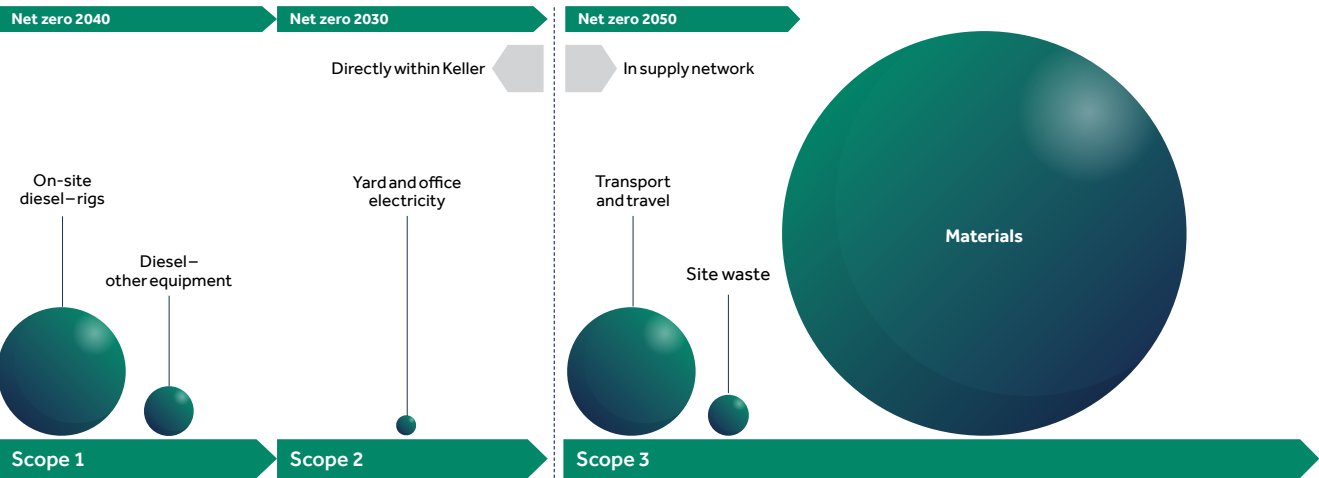 Net zero 2040
Net zero 2030
Net zero 2050
Directly within Keller
In supply network
On-site
diesel–rigs
Diesel–
other equipment
Yard and office
electricity
Transport
and travel
Site waste
Materials
Scope 1
Scope 2
Scope 3